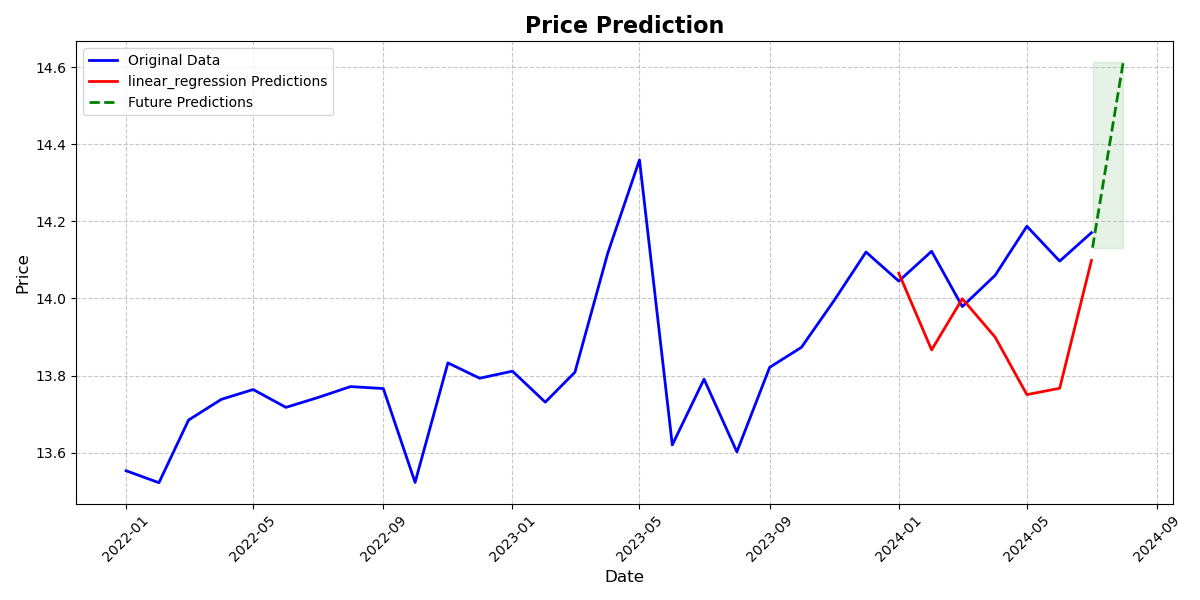 Price Prediction
Original Data
linear_regression Predictions
Future Predictions
Price
14.6
14.4
14.2
14.0
13.8
13.6
2022-01
2022-05
2022-09
2023-01
2023-05
2023-09
2024-01
2024-05
2024-09
Date